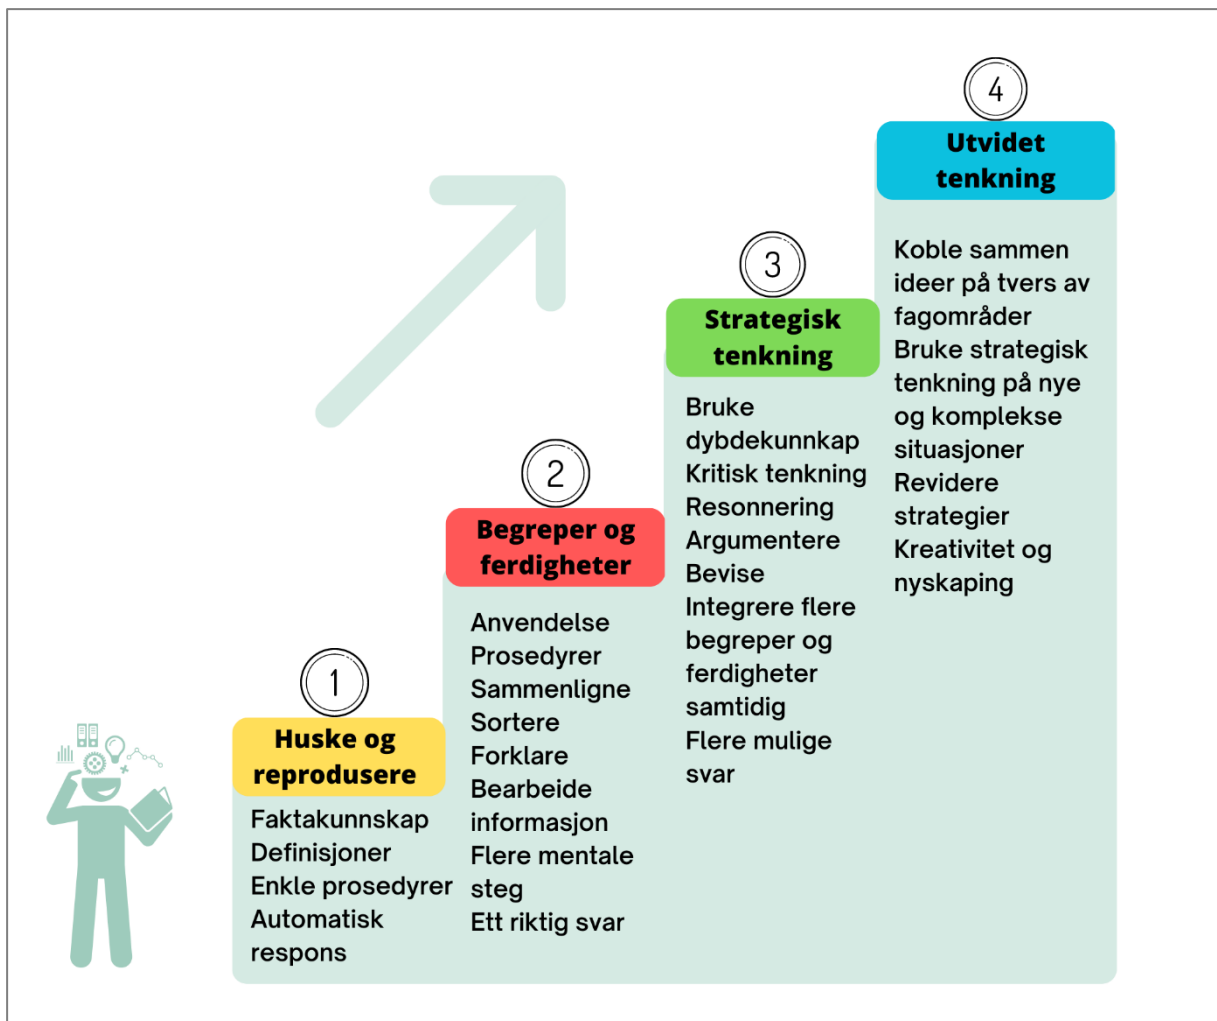 1
Huske og
reprodusere
Faktakunnskap
Definisjoner
Enkle prosedyrer
Automatisk
respons
2
Begreper og
ferdigheter
Anvendelse
Prosedyrer
Sammenligne
Sortere
Forklare
Bearbeide
informasjon
Flere mentale
steg
Ett riktig svar
3
Strategisk
tenkning
Bruke
dybdekunnkap
Kritisk tenkning
Resonnering
Argumentere
Bevise
Integrere flere
begreper og
ferdigheter
samtidig
Flere mulige
svar
4
Utvidet
tenkning
Koble sammen
ideer på tvers av
fagområder
Bruke strategisk
tenkning på nye
og komplekse
situasjoner
Revidere
strategier
Kreativitet og
nyskaping